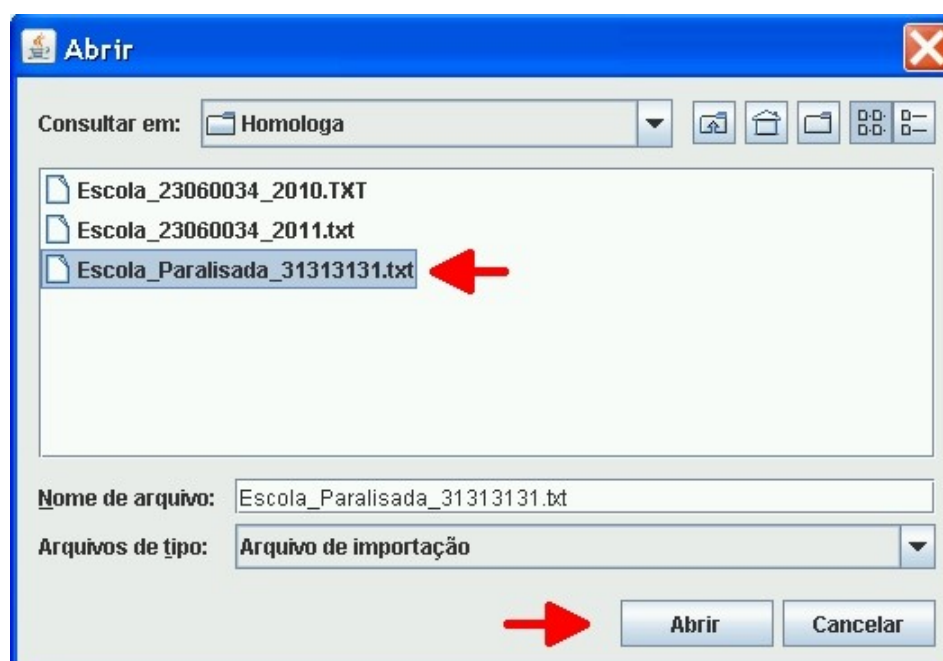 Abrir
Consultar em: Homologa
Escola_23060034_2010.TXT
Escola_23060034_2011.txt
Escola_Paralisada_31313131.txt
Nome de arquivo: Escola_Paralisada_31313131.txt
Arquivos de tipo: Arquivo de importação
Abrir Cancelar